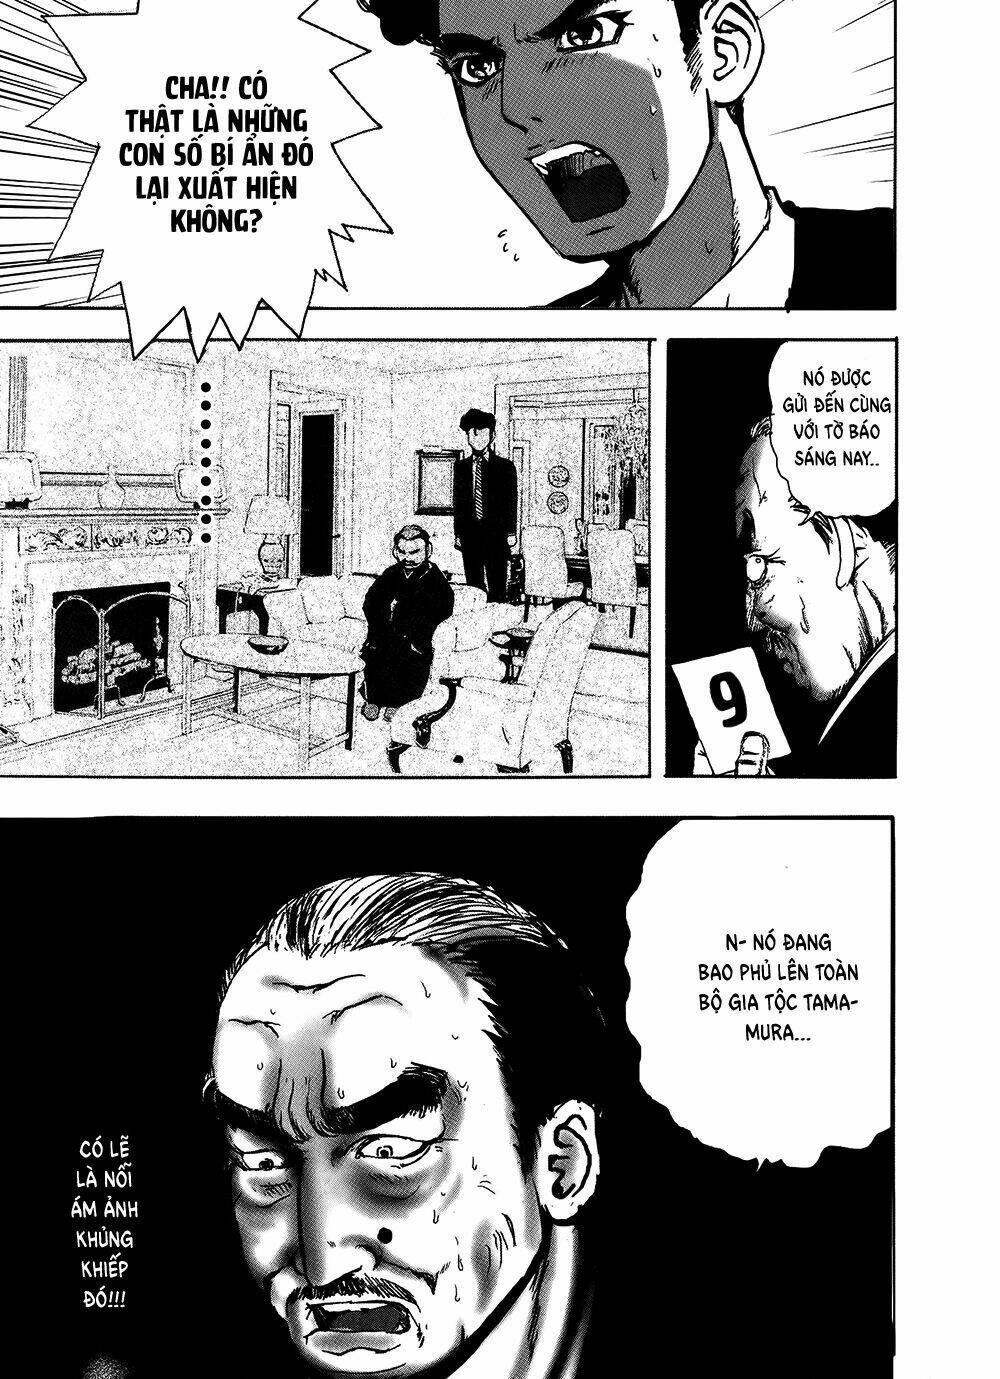 CHA!! CÓ
THẬT LÀ NHỮNG
CON SỐ BÍ ẨN ĐÓ
LẠI XUẤT HIỆN
KHÔNG?
NÓ ĐƯỢC
GỬI ĐẾN CÙNG
VỚI TỜ BÁO
SÁNG NAY..
9
N- NÓ ĐANG
BAO PHỦ LÊN TOÀN
BỘ GIA TỘC TAMA-
MURA...
CÓ LẼ
LÀ NỖI
ÁM ẢNH
KHỦNG
KHIẾP
ĐÓ!!!